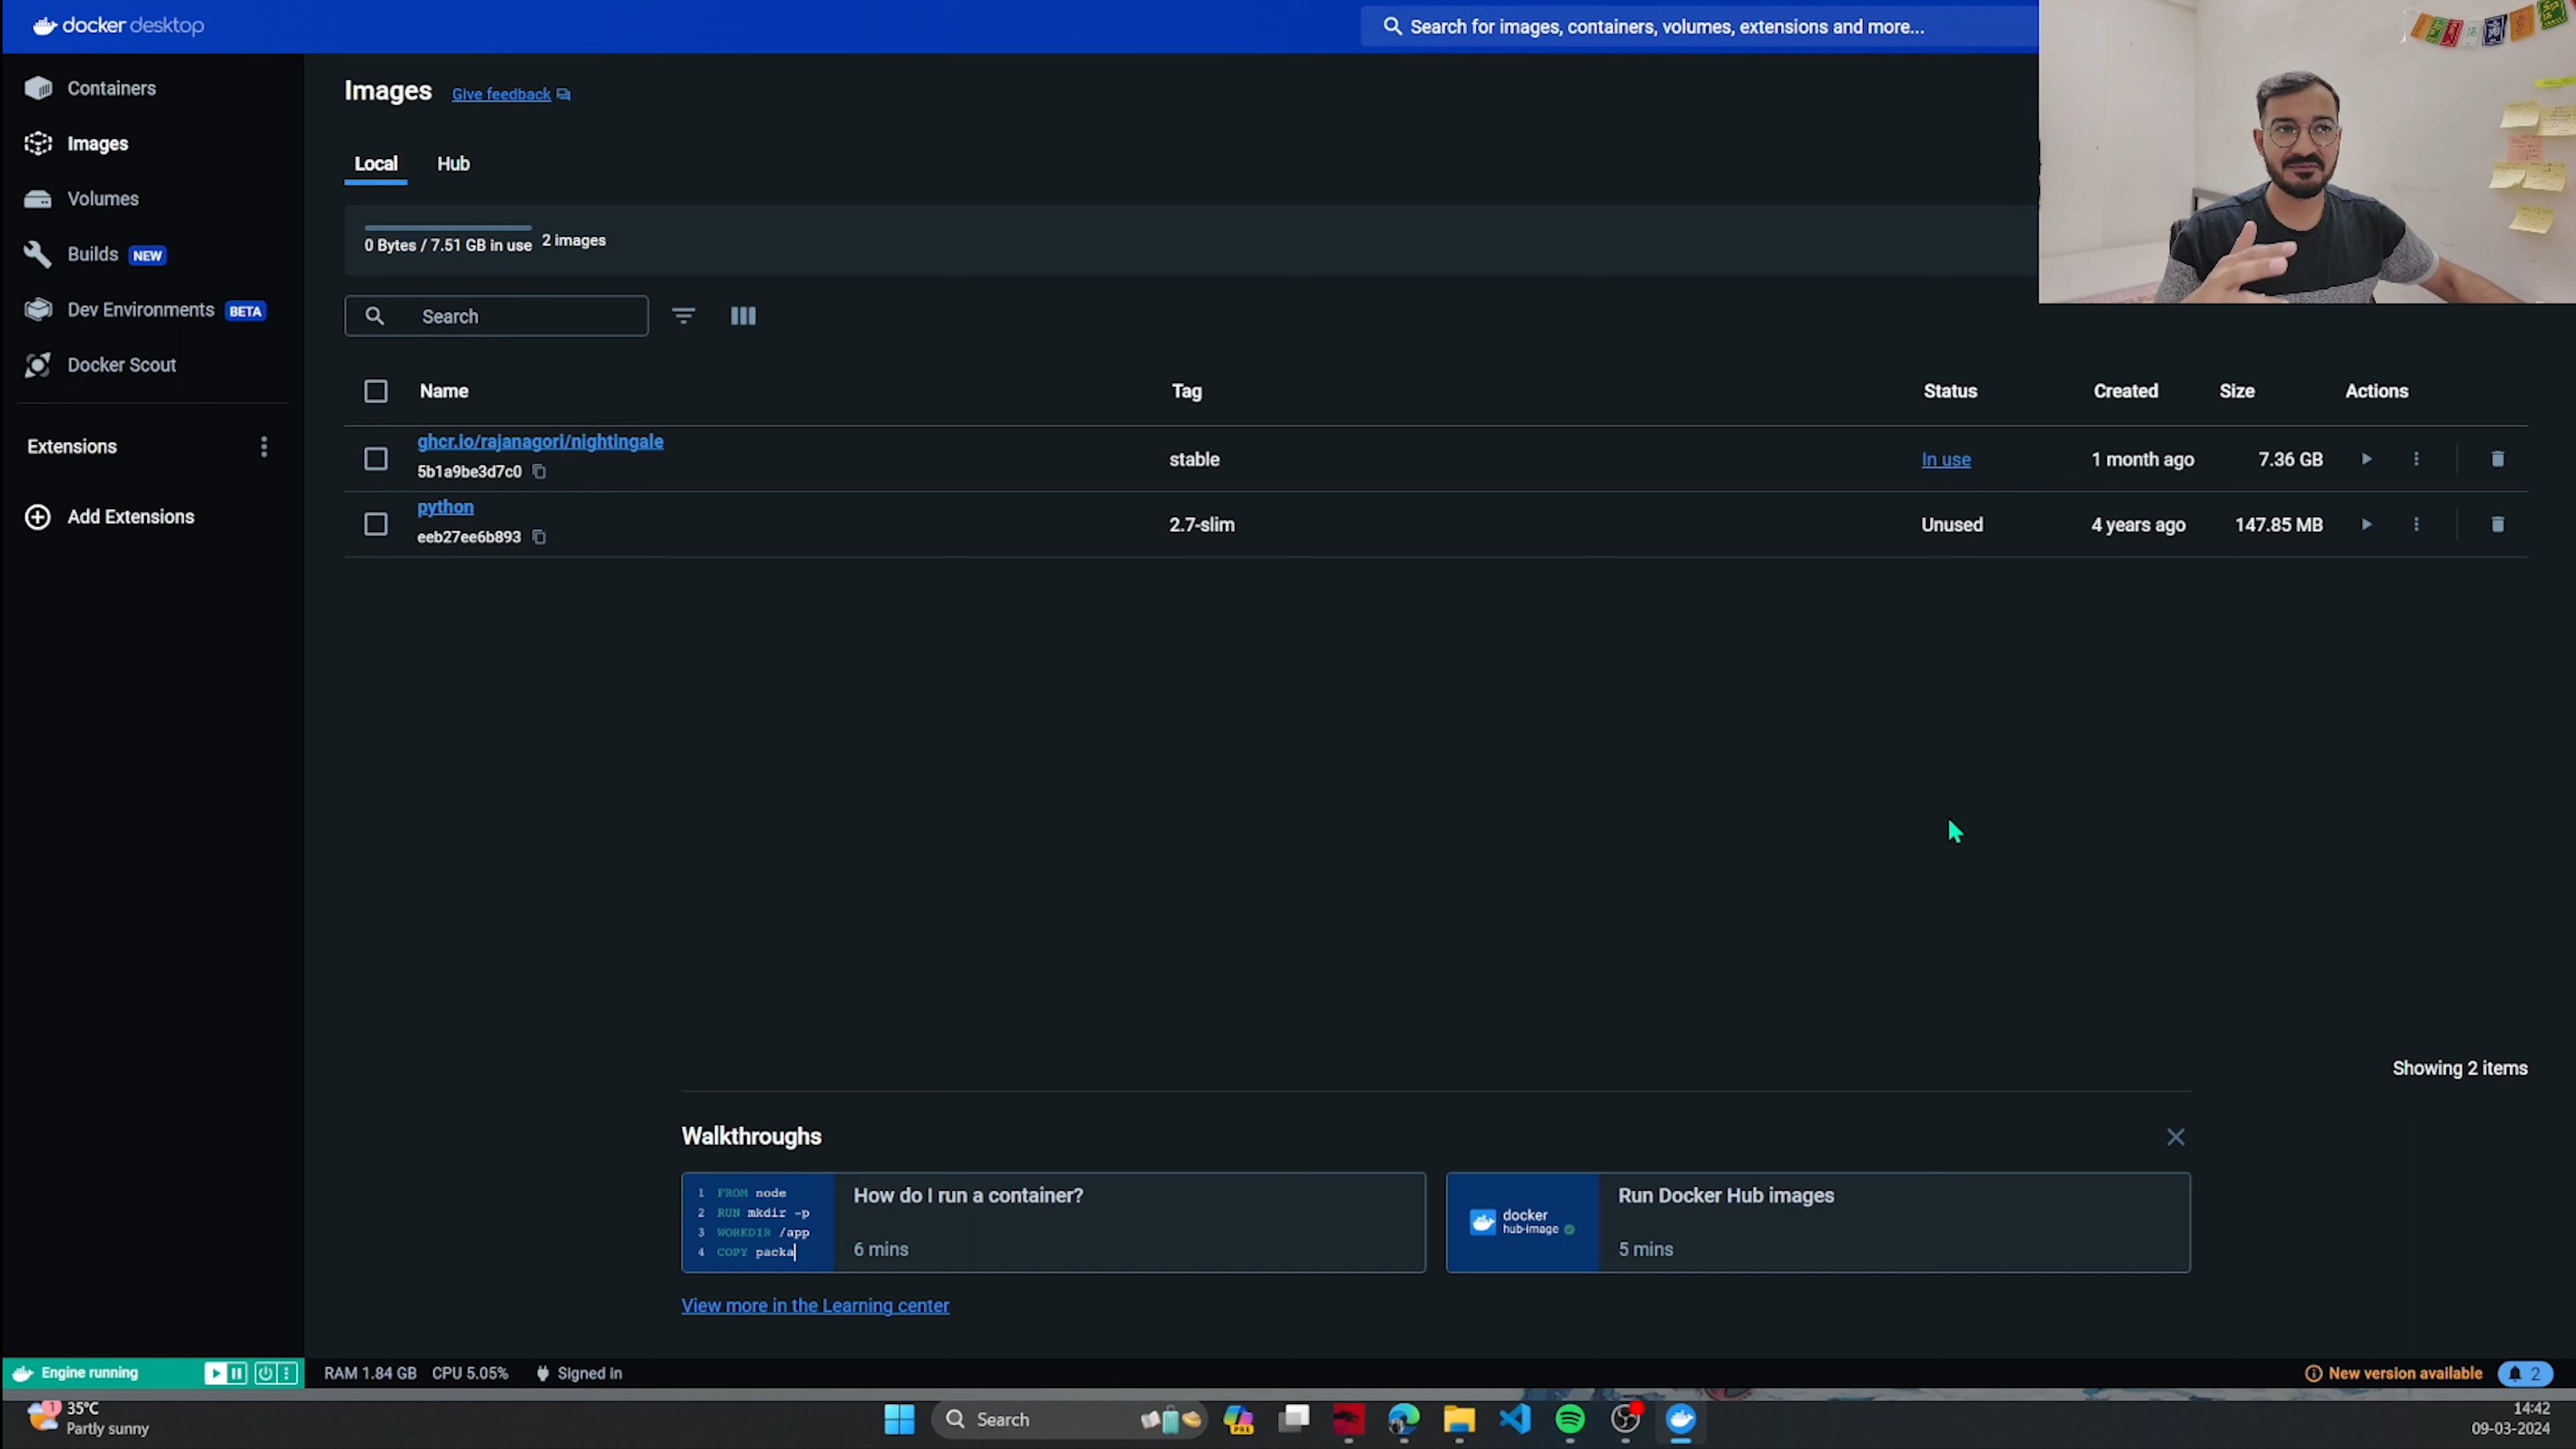 docker desktop
Search for images, containers, volumes, extensions and more...
Containers
Images
Volumes
Builds NEW
Dev Environments BETA
Docker Scout
Extensions
Add Extensions
Images Give feedback
Local Hub
0 Bytes / 7.51 GB in use 2 images
Search
Name Tag Status Created Size Actions
ghcr.io/rajanagori/nightingale
5b1a9be3d7c0
stable In use 1 month ago 7.36 GB
python
eeb27ee6b893
2.7-slim Unused 4 years ago 147.85 MB
Showing 2 items
Walkthroughs
1 FROM node
2 RUN mkdir -p
3 WORKDIR /app
4 COPY packa
How do I run a container?
6 mins
docker
hub-image
Run Docker Hub images
5 mins
View more in the Learning center
Engine running
RAM 1.84 GB CPU 5.05% Signed in
New version available 2
1
35°C
Partly sunny
Search
PRE
14:42
09-03-2024